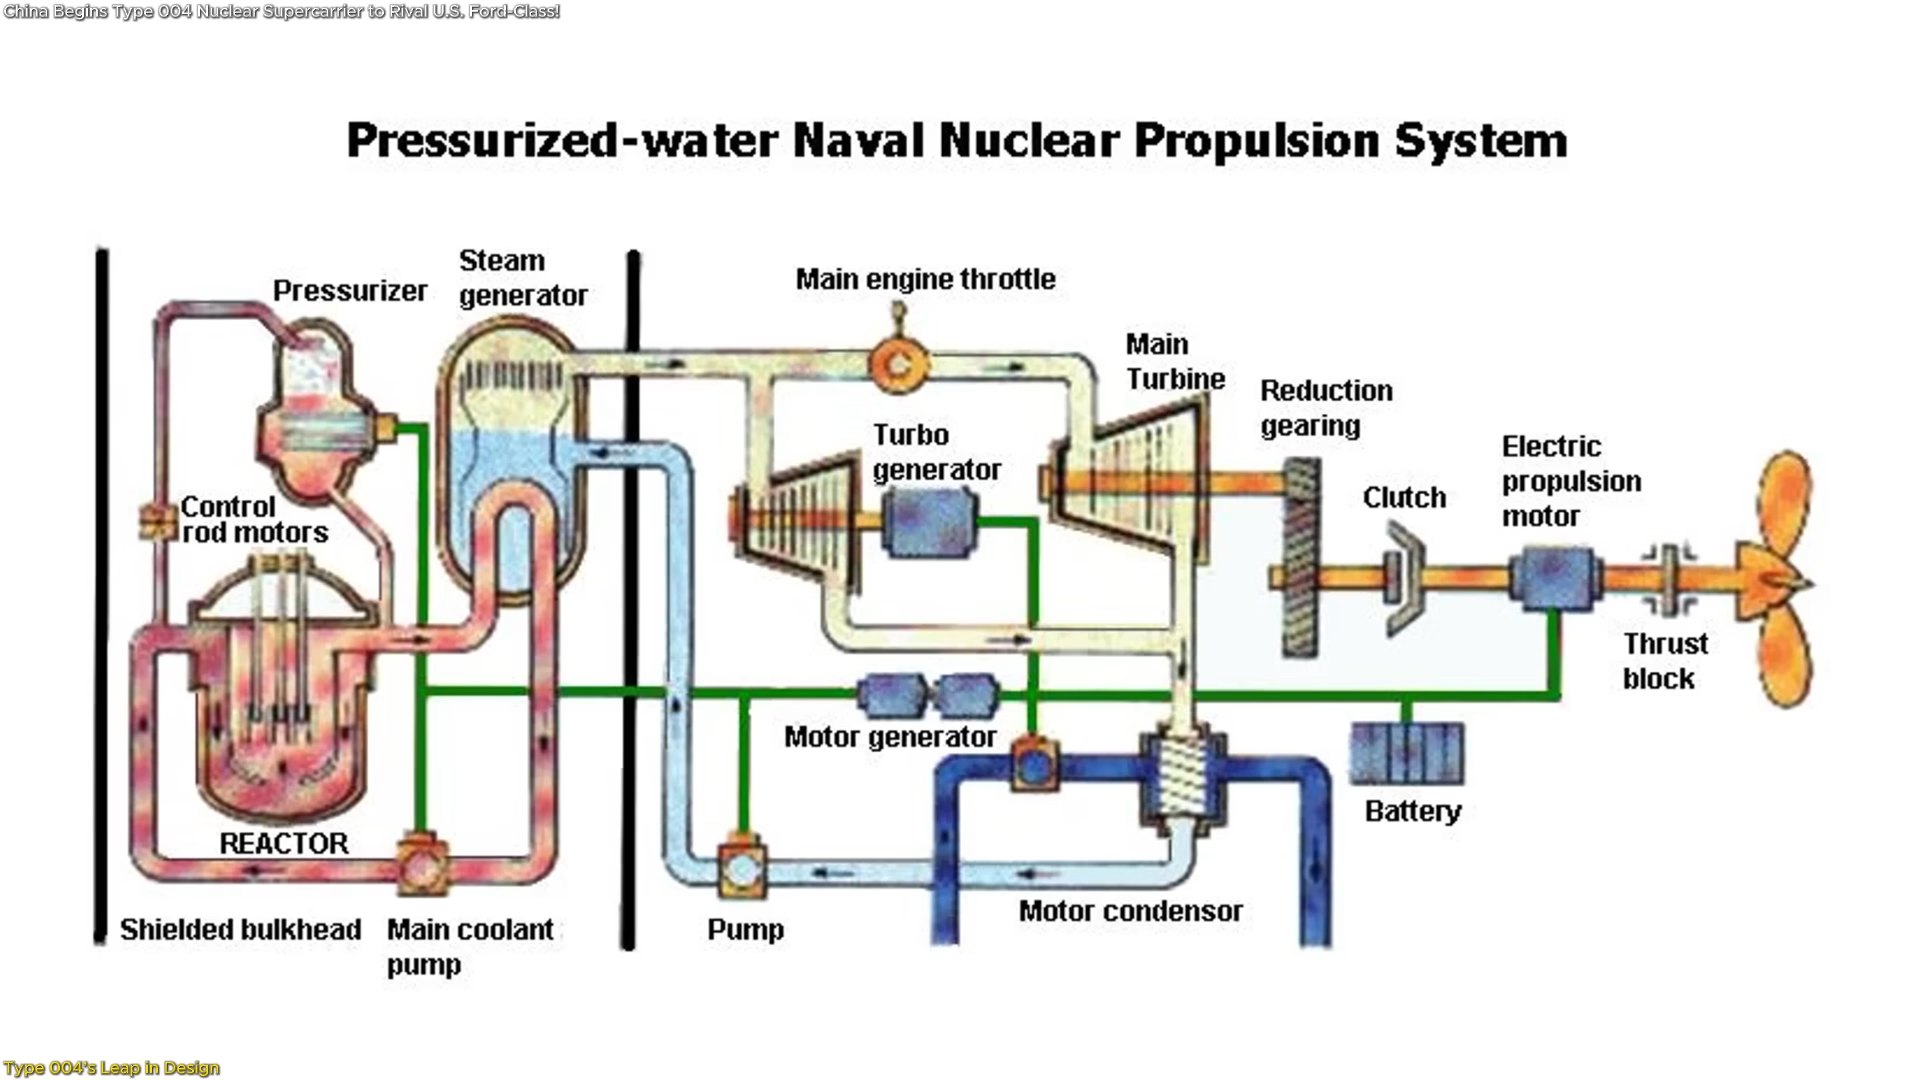 China Begins Type 004 Nuclear Supercarrier to Rival U.S. Ford-Class!
Pressurized-water Naval Nuclear Propulsion System
Steam
generator
Pressurizer
Main engine throttle
Main
Turbine
Reduction
gearing
Turbo
generator
Electric
propulsion
motor
Clutch
Control
rod motors
Thrust
block
Motor generator
Battery
REACTOR
Motor condensor
Shielded bulkhead
Main coolant
pump
Pump
Type 004's Leap in Design